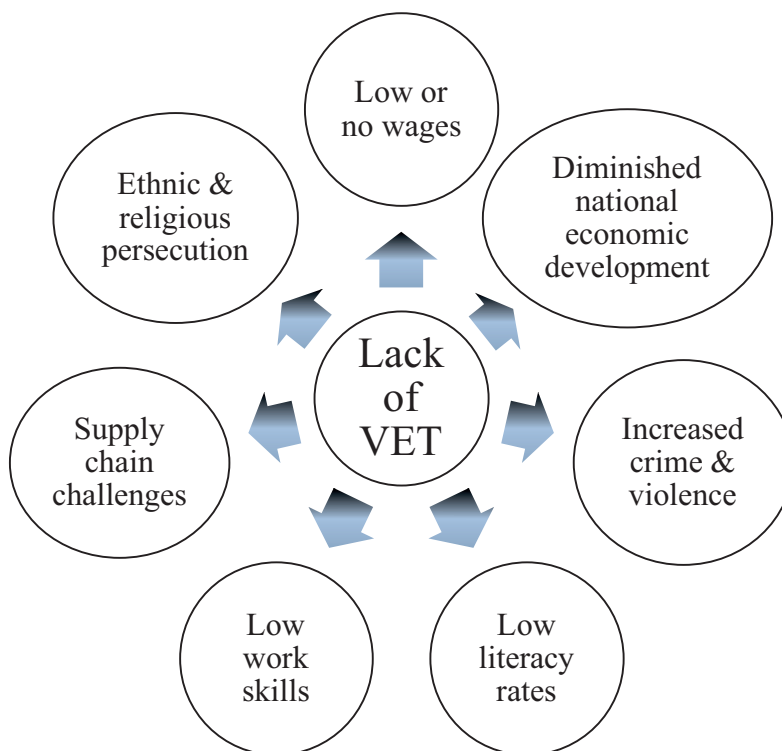 Low or
no wages
Diminished
national
economic
development
Increased
crime &
violence
Low
literacy
rates
Low
work
skills
Supply
chain
challenges
Ethnic &
religious
persecution
Lack
of
VET